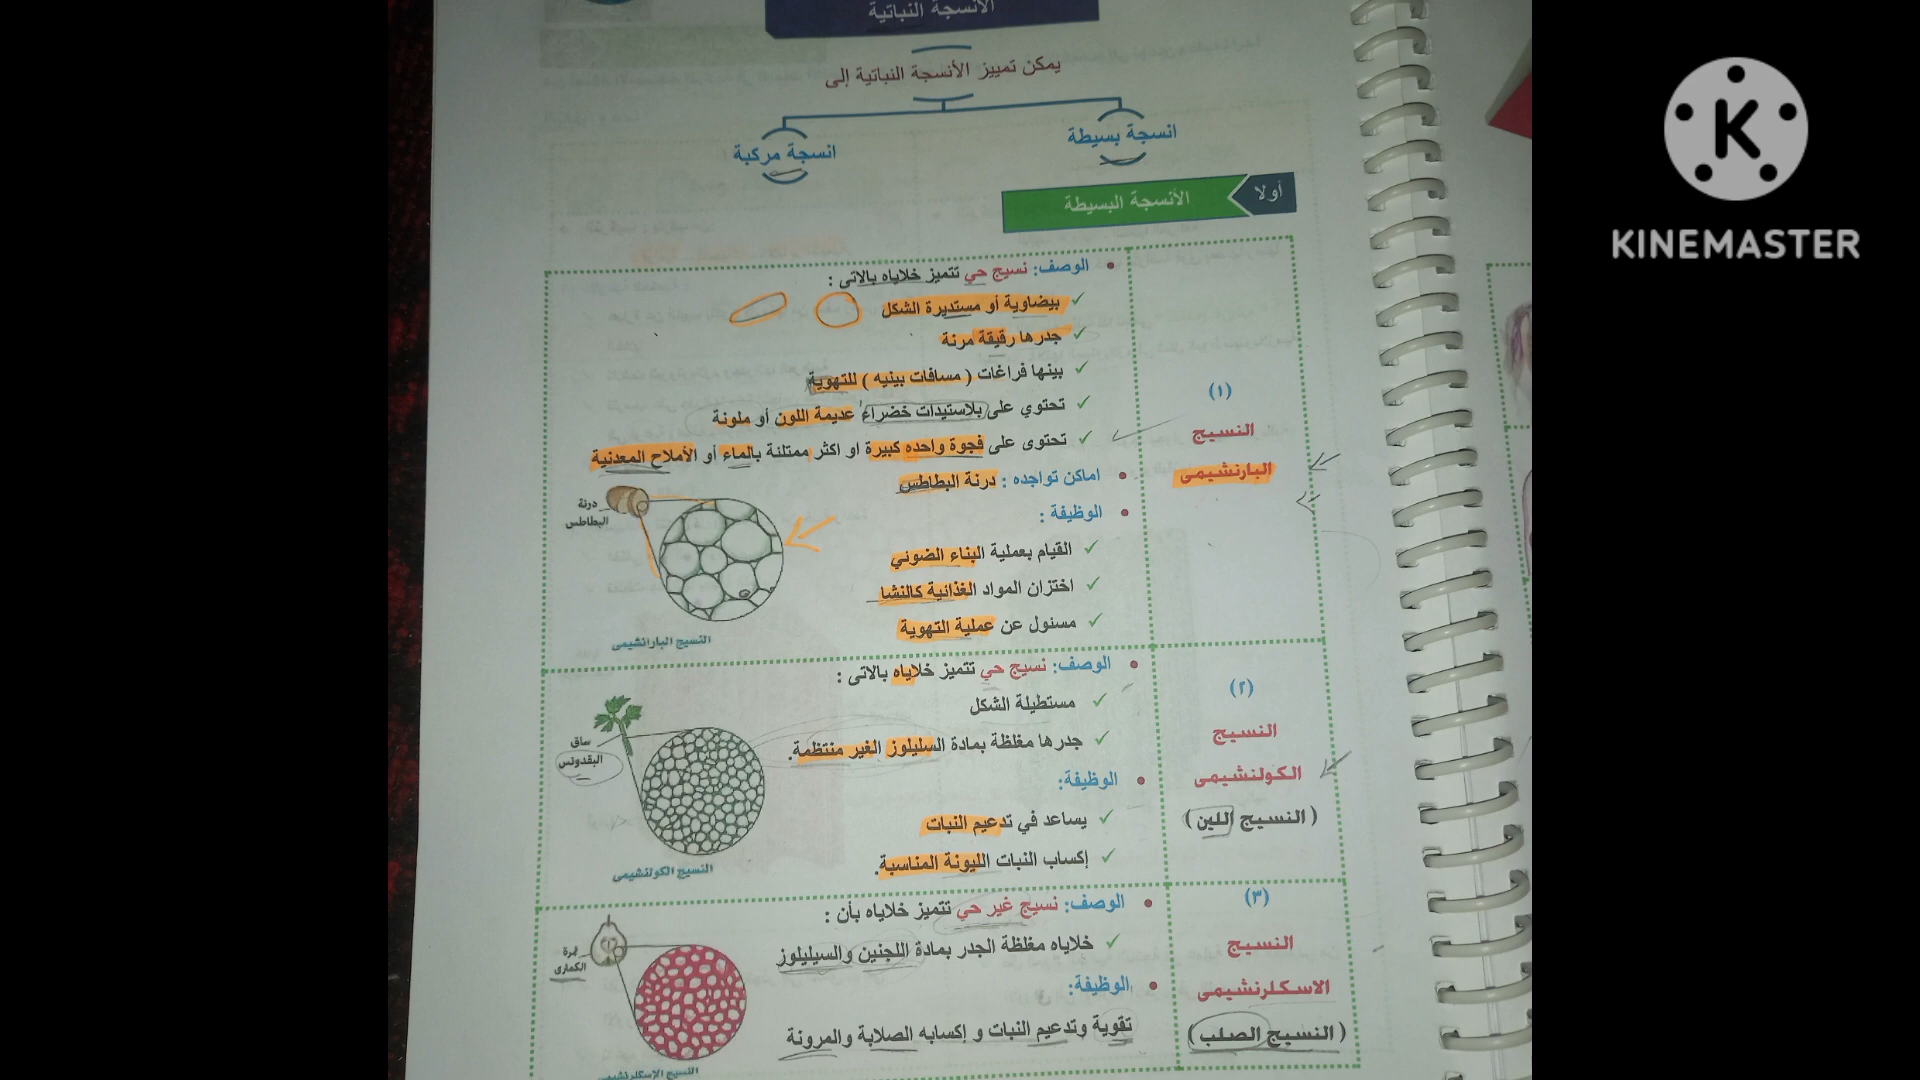 الأنسجة النباتية
يمكن تمييز الأنسجة النباتية إلى
انسجة بسيطة
انسجة مركبة
أولا
الأنسجة البسيطة
(١)
النسيج
البارنشيمى
الوصف: نسيج حي تتميز خلاياه بالاتى :
بيضاوية أو مستديرة الشكل
جدرها رقيقة مرنة
بينها فراغات ( مسافات بينيه ) للتهوية
تحتوي على بلاستيدات خضراء عديمة اللون أو ملونة
تحتوى على فجوة واحده كبيرة او اكثر ممتلئة بالماء أو الأملاح المعدنية
اماكن تواجده : درنة البطاطس
الوظيفة :
القيام بعملية البناء الضوئي
اختزان المواد الغذائية كالنشا
مسئول عن عملية التهوية
درنة
البطاطس
النسيج البارانشيمى
(٢)
النسيج
الكولنشيمى
( النسيج اللين )
الوصف: نسيج حي تتميز خلاياه بالاتى :
مستطيلة الشكل
جدرها مغلظة بمادة السليلوز الغير منتظمة.
الوظيفة:
يساعد في تدعيم النبات
إكساب النبات الليونة المناسبة.
ساق
البقدونس
النسيج الكولنشيمى
(٣)
النسيج
الاسكلرنشيمى
( النسيج الصلب )
الوصف: نسيج غير حي تتميز خلاياه بأن :
خلاياه مغلظة الجدر بمادة اللجنين والسيليلوز
الوظيفة:
تقوية وتدعيم النبات و إكسابه الصلابة والمرونة
ثمرة
الكمثرى
النسيج الإسكلرنشيمى
K
KINEMASTER